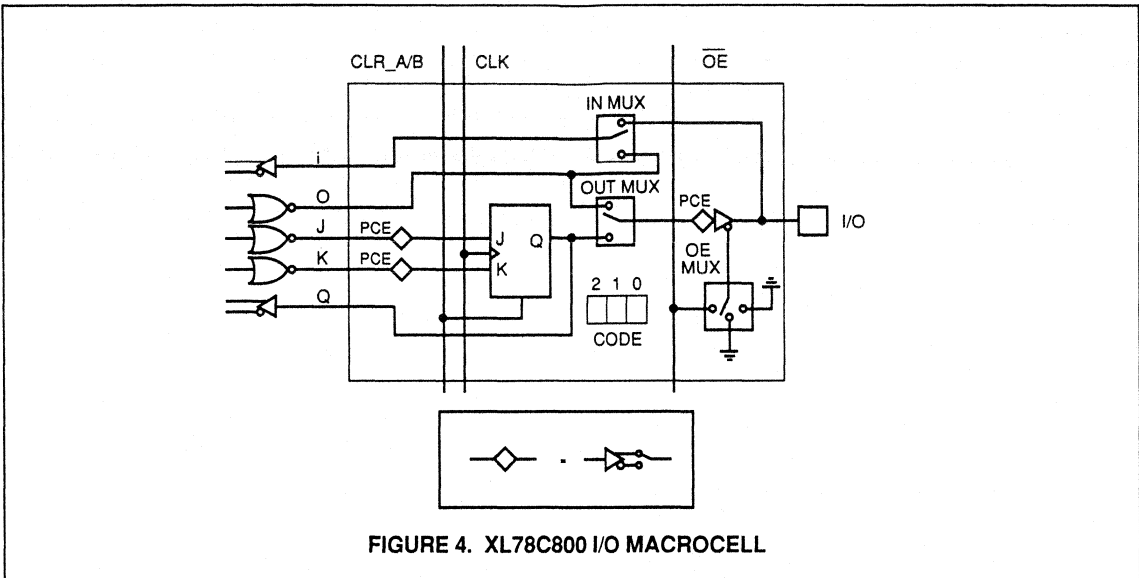 CLR_A/B CLK OE
IN MUX
i
O
OUT MUX
J PCE J Q PCE I/O
K PCE K
OE
MUX
2 1 0
Q
CODE
FIGURE 4. XL78C800 I/O MACROCELL